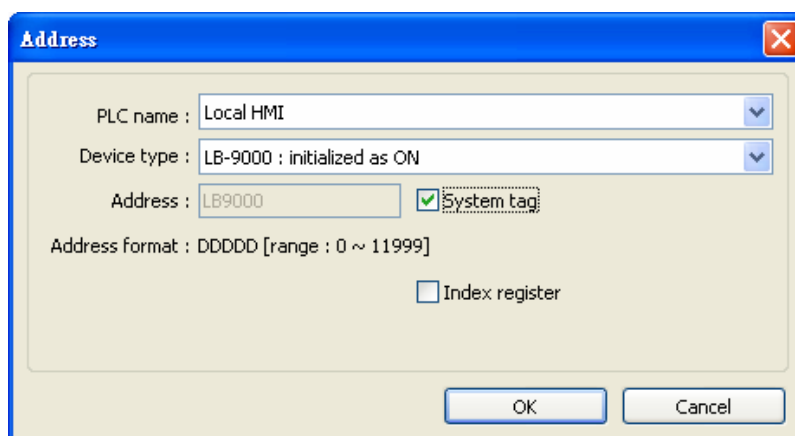 Address
PLC name : Local HMI
Device type : LB-9000 : initialized as ON
Address : LB9000 System tag
Address format : DDDDD [range : 0 ~ 11999]
Index register
OK Cancel